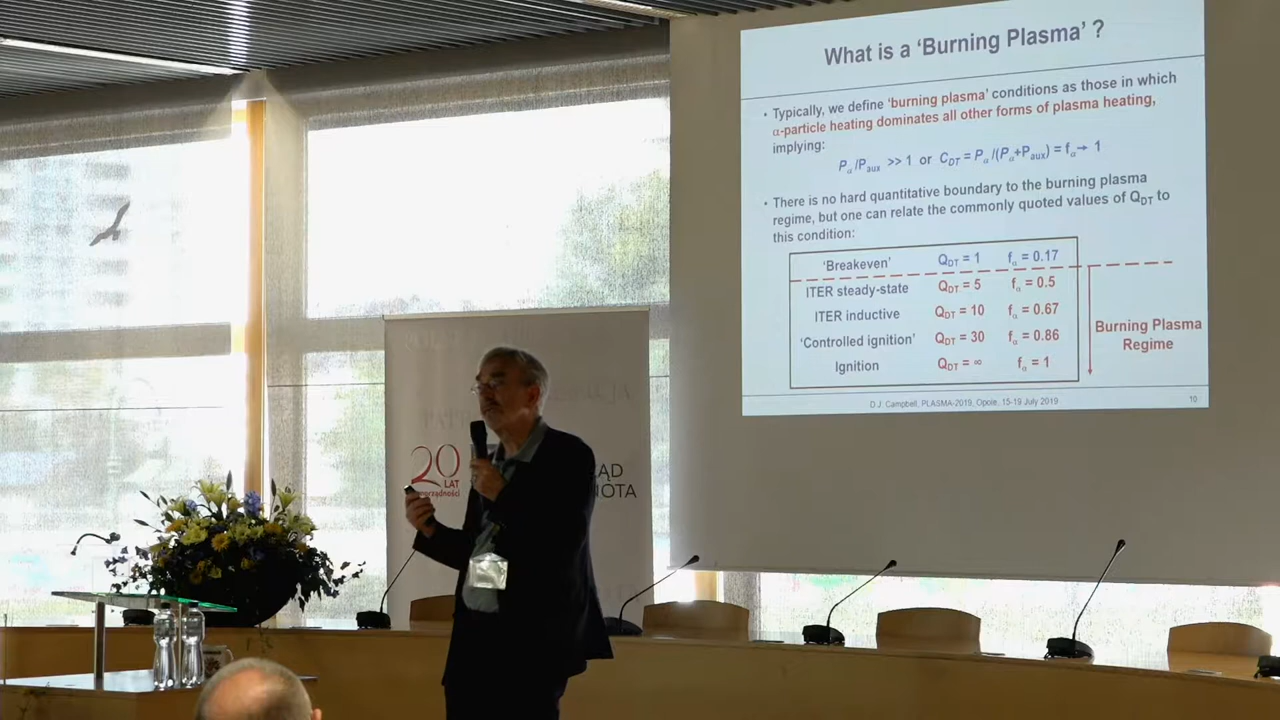 What is a 'Burning Plasma' ?
• Typically, we define 'burning plasma' conditions as those in which
α-particle heating dominates all other forms of plasma heating,
implying:
Pα/Paux >> 1 or CDT = Pα/(Pα+Paux) = fα→ 1
• There is no hard quantitative boundary to the burning plasma
regime, but one can relate the commonly quoted values of QDT to
this condition:
'Breakeven' QDT = 1 fα = 0.17
ITER steady-state QDT = 5 fα = 0.5
ITER inductive QDT = 10 fα = 0.67
'Controlled ignition' QDT = 30 fα = 0.86
Ignition QDT = ∞ fα = 1
Burning Plasma
Regime
D.J. Campbell, PLASMA-2019, Opole, 15-19 July 2019 10
20
LAT